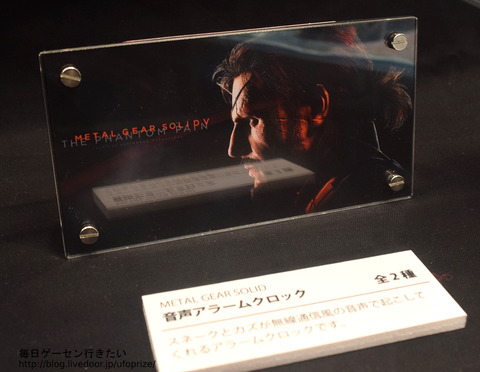 METAL GEAR SOLID V
THE PHANTOM PAIN
METAL GEAR SOLID
音声アラームクロック
全2種
スネークとカズが無線通信風の音声で起こして
くれるアラームクロックです。
毎日ゲーセン行きたい
http://blog.livedoor.jp/ufoprize/